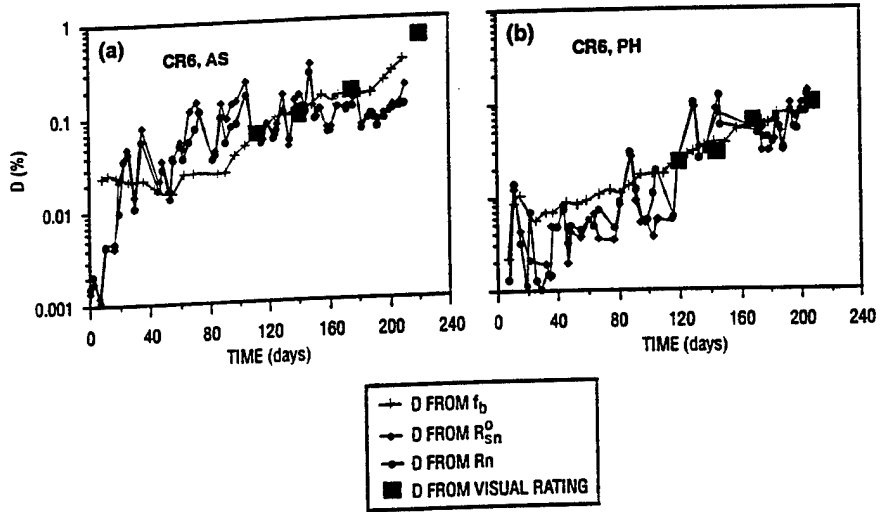 (a)
CR6, AS
1
0.1
0.01
0.001
D (%)
0 40 80 120 160 200 240
TIME (days)
(b)
CR6, PH
0 40 80 120 160 200 240
TIME (days)
D FROM fb
D FROM R°sn
D FROM Rn
D FROM VISUAL RATING